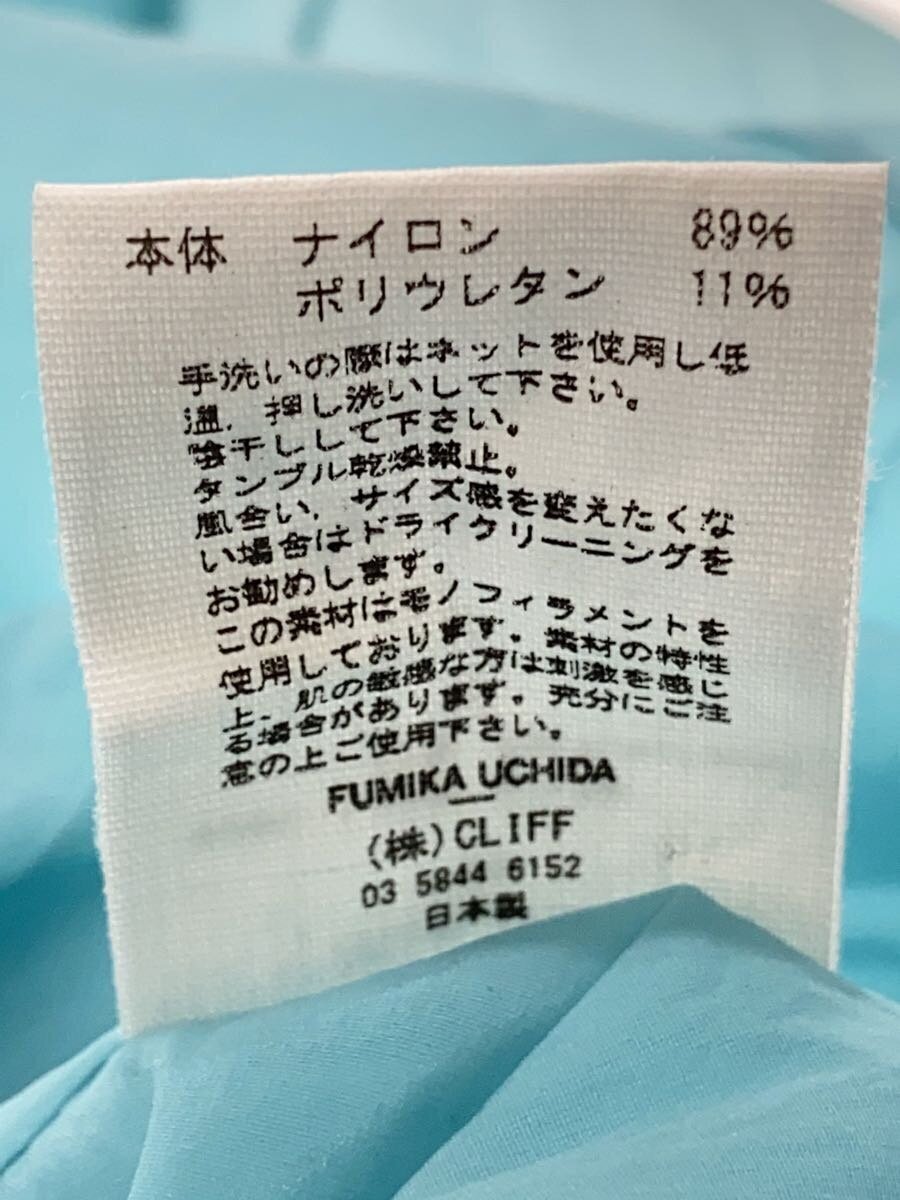 本体 ナイロン 89%
ポリウレタン 11%
手洗いの際はネットを使用し低
温、押し洗いして下さい。
陰干しして下さい。
タンブル乾燥禁止。
風合い、サイズ感を変えたくな
い場合はドライクリーニングを
お勧めします。
この素材はモノフィラメントを
使用しております。素材の特性
上、肌の敏感な方は刺激を感じ
る場合があります。充分にご注
意の上ご使用下さい。
FUMIKA UCHIDA
(株)CLIFF
03 5844 6152
日本製